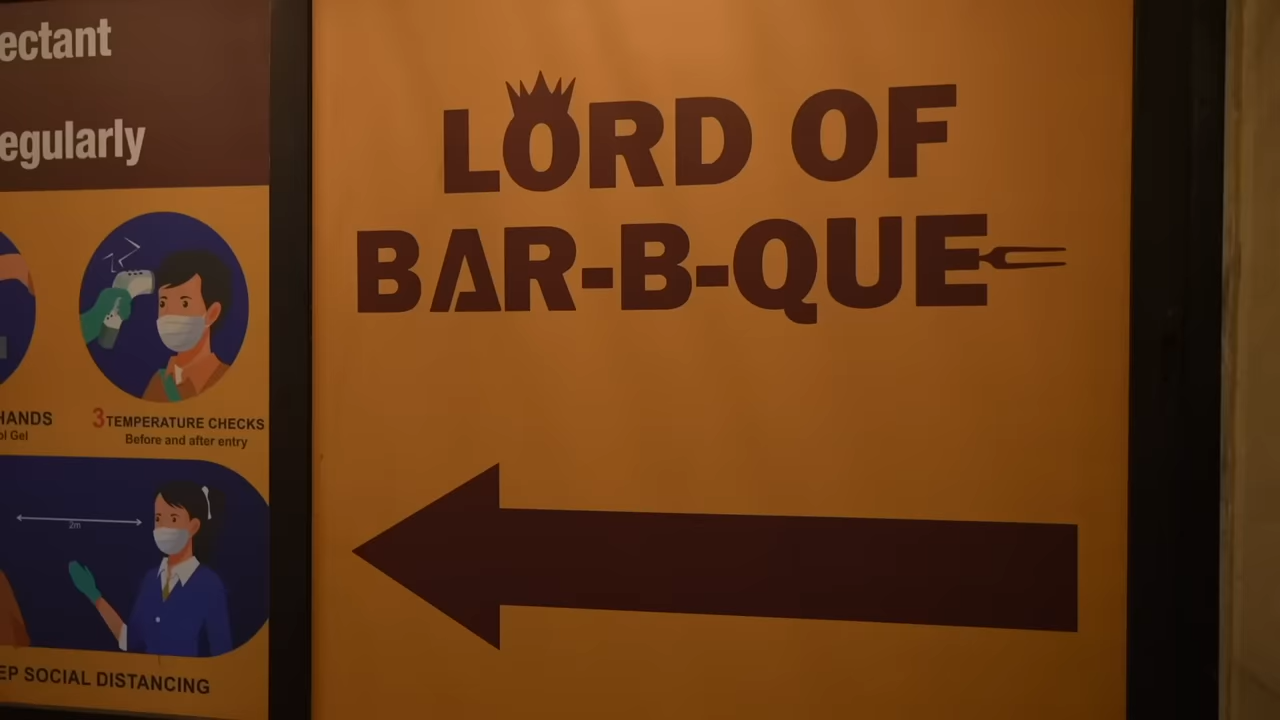 ectant
egularly
HANDS
ol Gel
3 TEMPERATURE CHECKS
Before and after entry
2m
EP SOCIAL DISTANCING
LORD OF
BAR-B-QUE